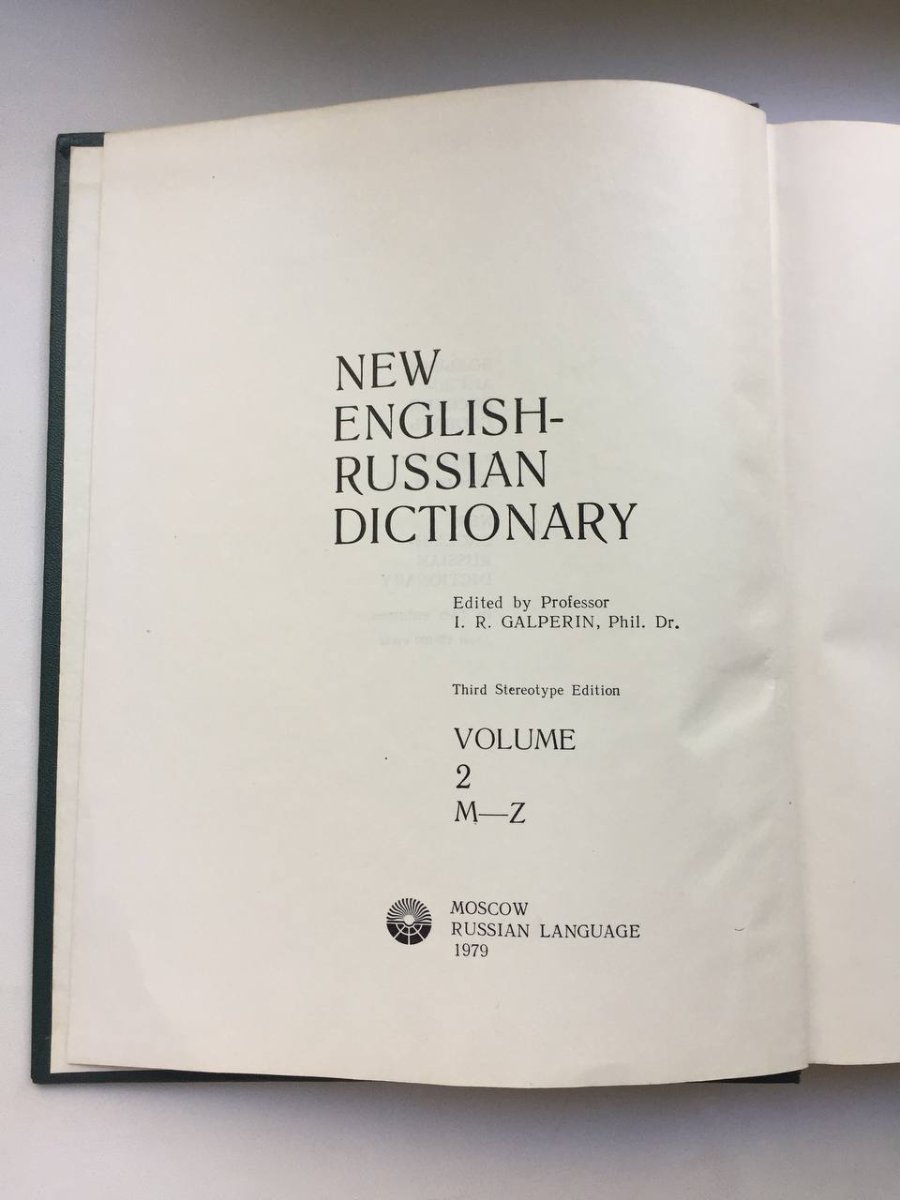 NEW
ENGLISH-
RUSSIAN
DICTIONARY
Edited by Professor
I. R. GALPERIN, Phil. Dr.
Third Stereotype Edition
VOLUME
2
M—Z
MOSCOW
RUSSIAN LANGUAGE
1979